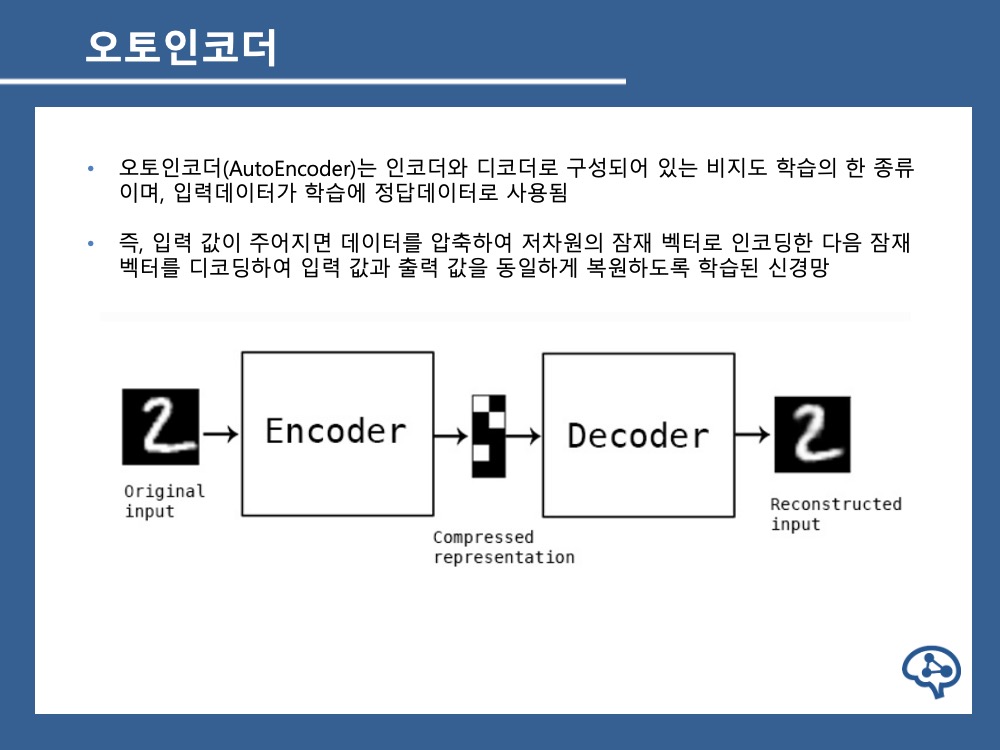 오토인코더
• 오토인코더(AutoEncoder)는 인코더와 디코더로 구성되어 있는 비지도 학습의 한 종류
이며, 입력데이터가 학습에 정답데이터로 사용됨
• 즉, 입력 값이 주어지면 데이터를 압축하여 저차원의 잠재 벡터로 인코딩한 다음 잠재
벡터를 디코딩하여 입력 값과 출력 값을 동일하게 복원하도록 학습된 신경망
2
Encoder
Decoder
2
Original
input
Compressed
representation
Reconstructed
input